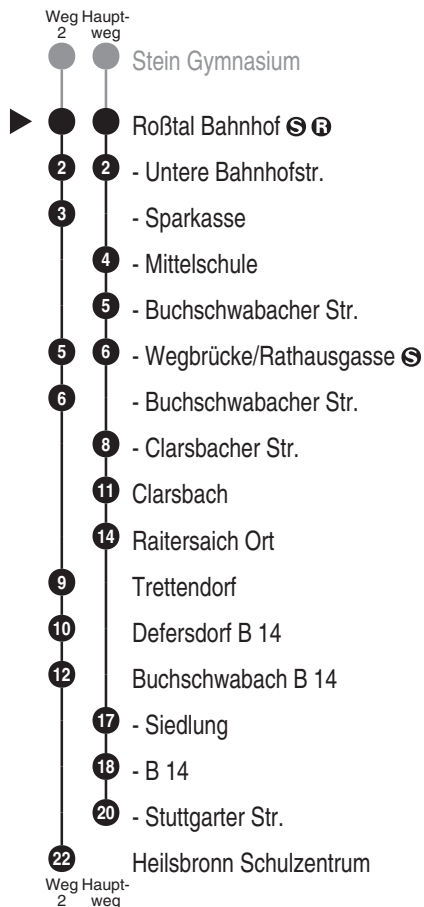 Weg Haupt-
2 weg
Stein Gymnasium
Roßtal Bahnhof S R
2 2 - Untere Bahnhofstr.
3 - Sparkasse
4 - Mittelschule
5 - Buchschwabacher Str.
5 6 - Wegbrücke/Rathausgasse S
6 - Buchschwabacher Str.
8 - Clarsbacher Str.
11 Clarsbach
14 Raitersaich Ort
9 Trettendorf
10 Defersdorf B 14
12 Buchschwabach B 14
17 - Siedlung
18 - B 14
20 - Stuttgarter Str.
22 Heilsbronn Schulzentrum
Weg Haupt-
2 weg